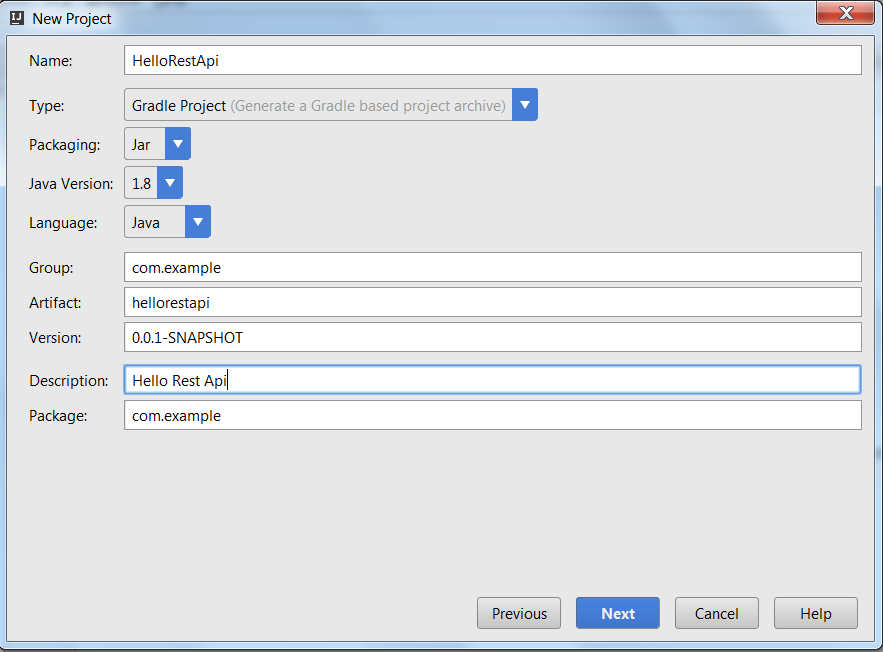 IJ New Project
Name: HelloRestApi
Type: Gradle Project (Generate a Gradle based project archive)
Packaging: Jar
Java Version: 1.8
Language: Java
Group: com.example
Artifact: hellorestapi
Version: 0.0.1-SNAPSHOT
Description: Hello Rest Api
Package: com.example
Previous Next Cancel Help